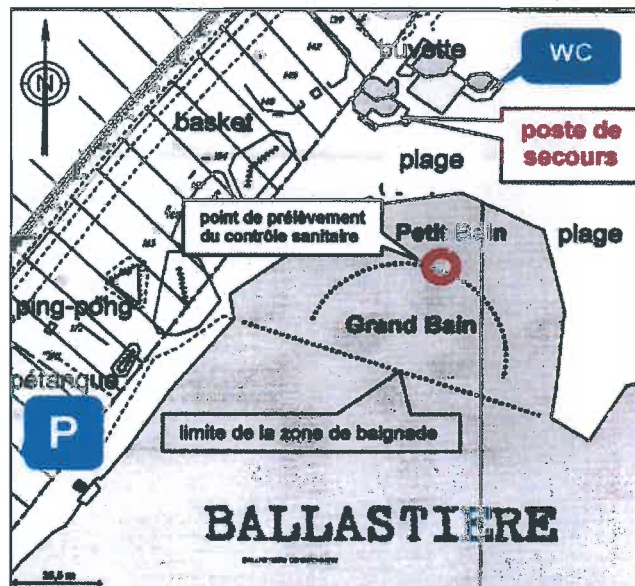 N
buvette
WC
basket
poste de
secours
plage
point de prélèvement
du contrôle sanitaire
Petit Bain
plage
ping-pong
Grand Bain
pétanque
P
limite de la zone de baignade
BALLASTIERE